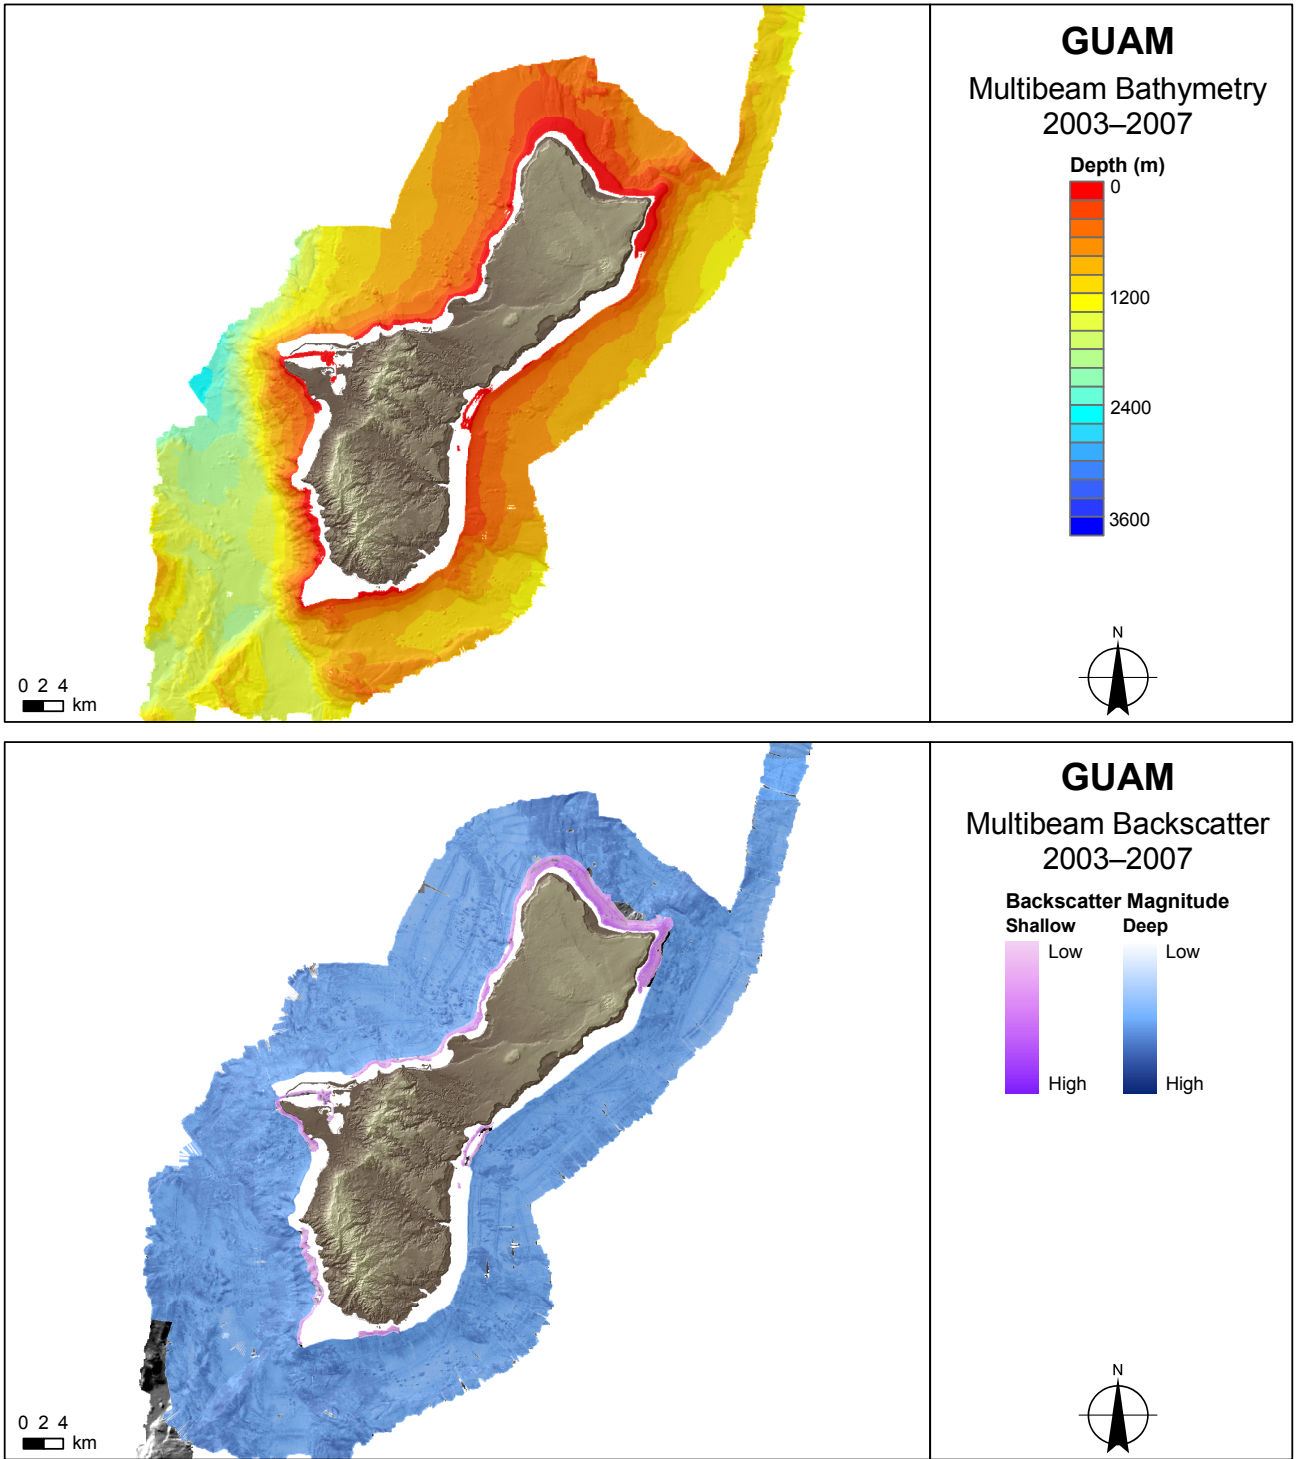 GUAM
Multibeam Bathymetry
2003–2007
Depth (m)
0
1200
2400
3600
N
0 2 4
km
GUAM
Multibeam Backscatter
2003–2007
Backscatter Magnitude
Shallow Deep
Low Low
High High
N
0 2 4
km